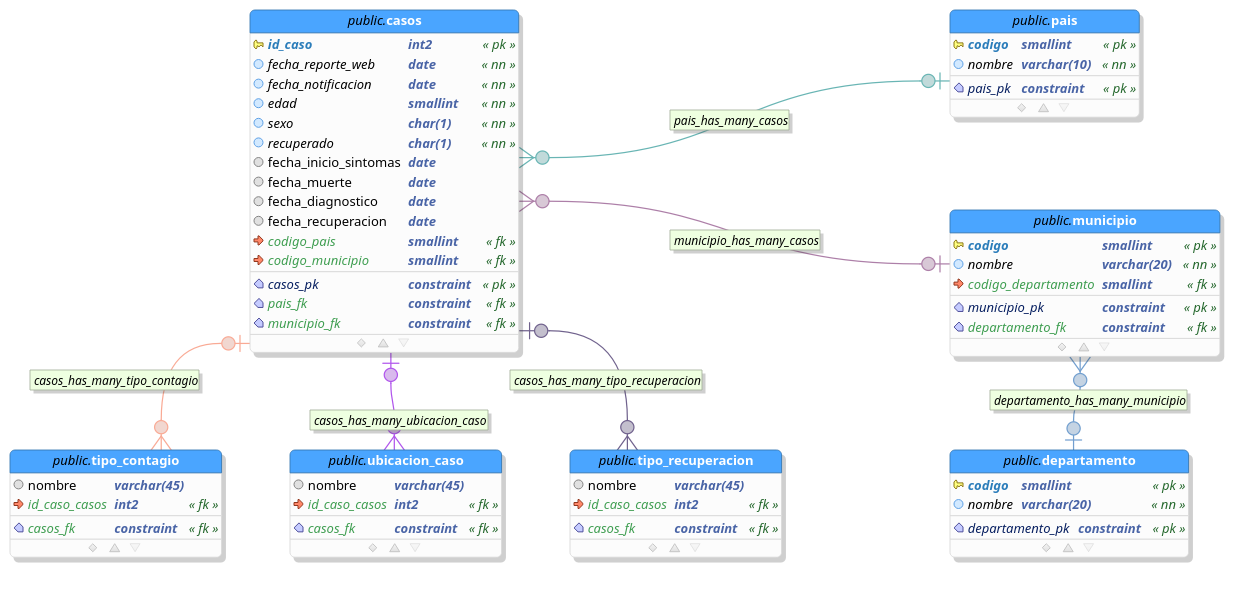 public.casos
id_caso int2 « pk »
fecha_reporte_web date « nn »
fecha_notificacion date « nn »
edad smallint « nn »
sexo char(1) « nn »
recuperado char(1) « nn »
fecha_inicio_sintomas date
fecha_muerte date
fecha_diagnostico date
fecha_recuperacion date
codigo_pais smallint « fk »
codigo_municipio smallint « fk »
casos_pk constraint « pk »
pais_fk constraint « fk »
municipio_fk constraint « fk »
public.pais
codigo smallint « pk »
nombre varchar(10) « nn »
pais_pk constraint « pk »
pais_has_many_casos
municipio_has_many_casos
public.municipio
codigo smallint « pk »
nombre varchar(20) « nn »
codigo_departamento smallint « fk »
municipio_pk constraint « pk »
departamento_fk constraint « fk »
casos_has_many_tipo_contagio
casos_has_many_ubicacion_caso
casos_has_many_tipo_recuperacion
departamento_has_many_municipio
public.tipo_contagio
nombre varchar(45)
id_caso_casos int2 « fk »
casos_fk constraint « fk »
public.ubicacion_caso
nombre varchar(45)
id_caso_casos int2 « fk »
casos_fk constraint « fk »
public.tipo_recuperacion
nombre varchar(45)
id_caso_casos int2 « fk »
casos_fk constraint « fk »
public.departamento
codigo smallint « pk »
nombre varchar(20) « nn »
departamento_pk constraint « pk »